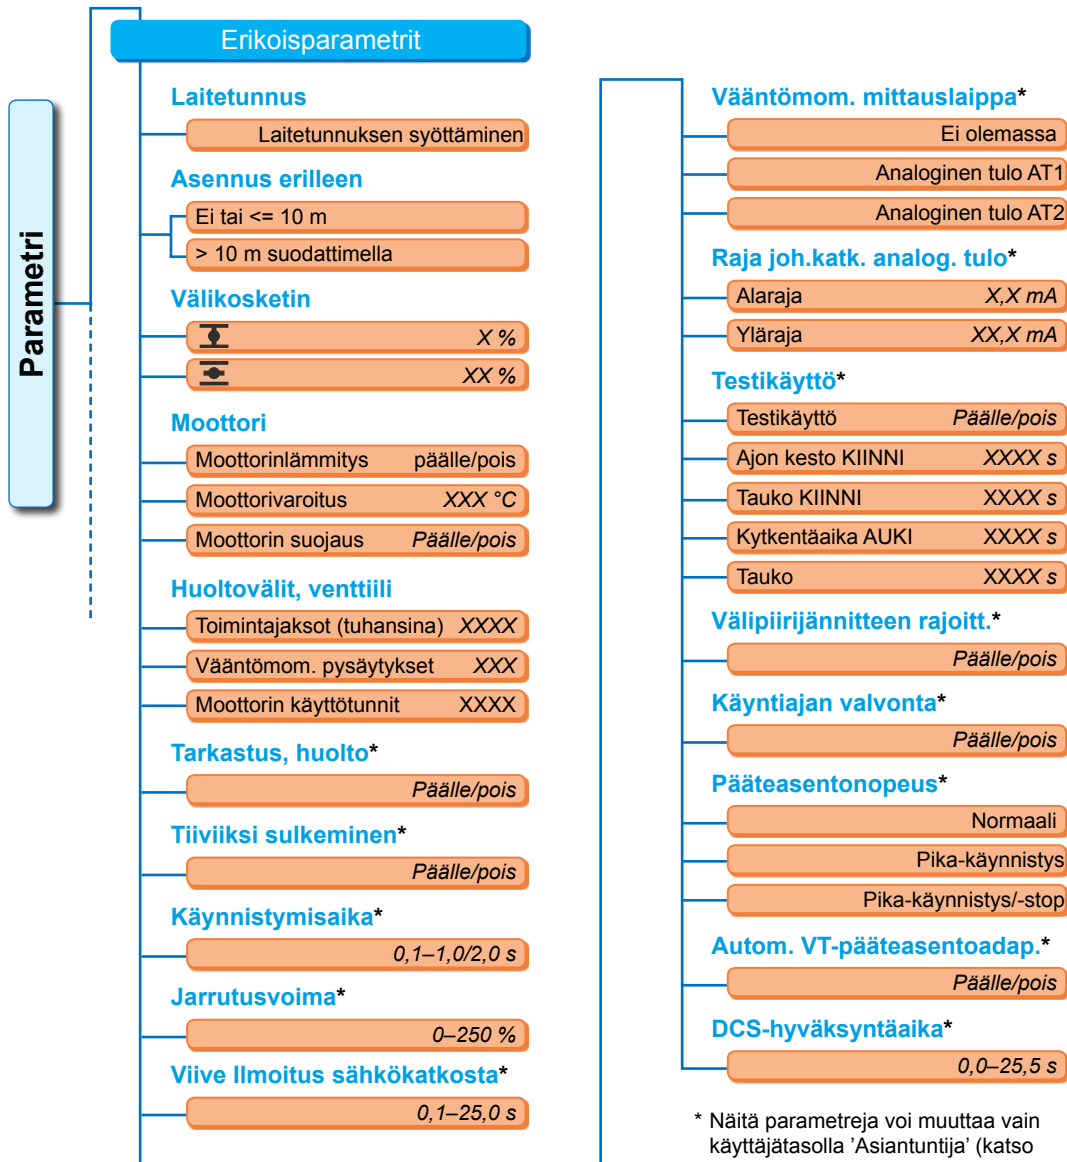 Parametri
Erikoisparametrit
Laitetunnus
Laitetunnuksen syöttäminen
Asennus erilleen
Ei tai <= 10 m
> 10 m suodattimella
Välikosketin
X %
XX %
Moottori
Moottorinlämmitys päälle/pois
Moottorivaroitus XXX °C
Moottorin suojaus Päälle/pois
Huoltovälit, venttiili
Toimintajaksot (tuhansina) XXXX
Vääntömom. pysäytykset XXX
Moottorin käyttötunnit XXXX
Tarkastus, huolto*
Päälle/pois
Tiiviiksi sulkeminen*
Päälle/pois
Käynnistymisaika*
0,1–1,0/2,0 s
Jarrutusvoima*
0–250 %
Viive Ilmoitus sähkökatkosta*
0,1–25,0 s
Vääntömom. mittauslaippa*
Ei olemassa
Analoginen tulo AT1
Analoginen tulo AT2
Raja joh.katk. analog. tulo*
Alaraja X,X mA
Yläraja XX,X mA
Testikäyttö*
Testikäyttö Päälle/pois
Ajon kesto KIINNI XXXX s
Tauko KIINNI XXXX s
Kytkentäaika AUKI XXXX s
Tauko XXXX s
Välipiirijännitteen rajoitt.*
Päälle/pois
Käyntiajan valvonta*
Päälle/pois
Pääteasentonopeus*
Normaali
Pika-käynnistys
Pika-käynnistys/-stop
Autom. VT-pääteasentoadap.*
Päälle/pois
DCS-hyväksyntäaika*
0,0–25,5 s
* Näitä parametreja voi muuttaa vain
käyttäjätasolla ’Asiantuntija’ (katso